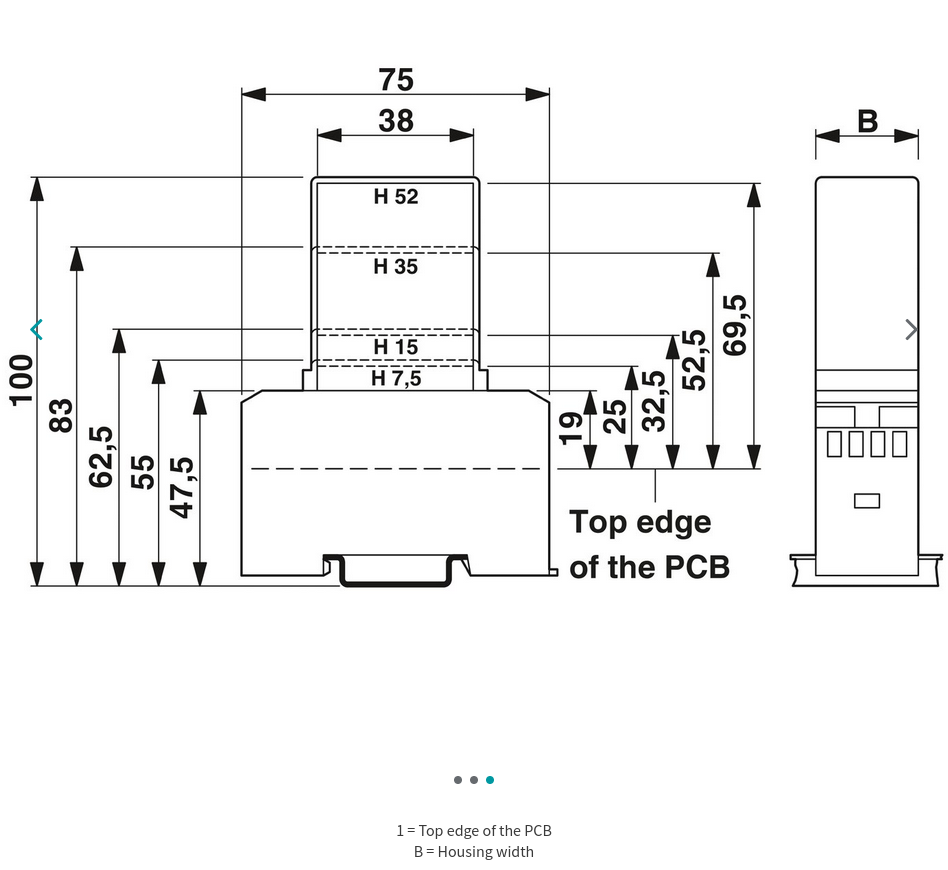 75
38
B
H 52
H 35
H 15
H 7,5
100
83
62,5
55
47,5
19
25
32,5
52,5
69,5
Top edge
of the PCB
1 = Top edge of the PCB
B = Housing width